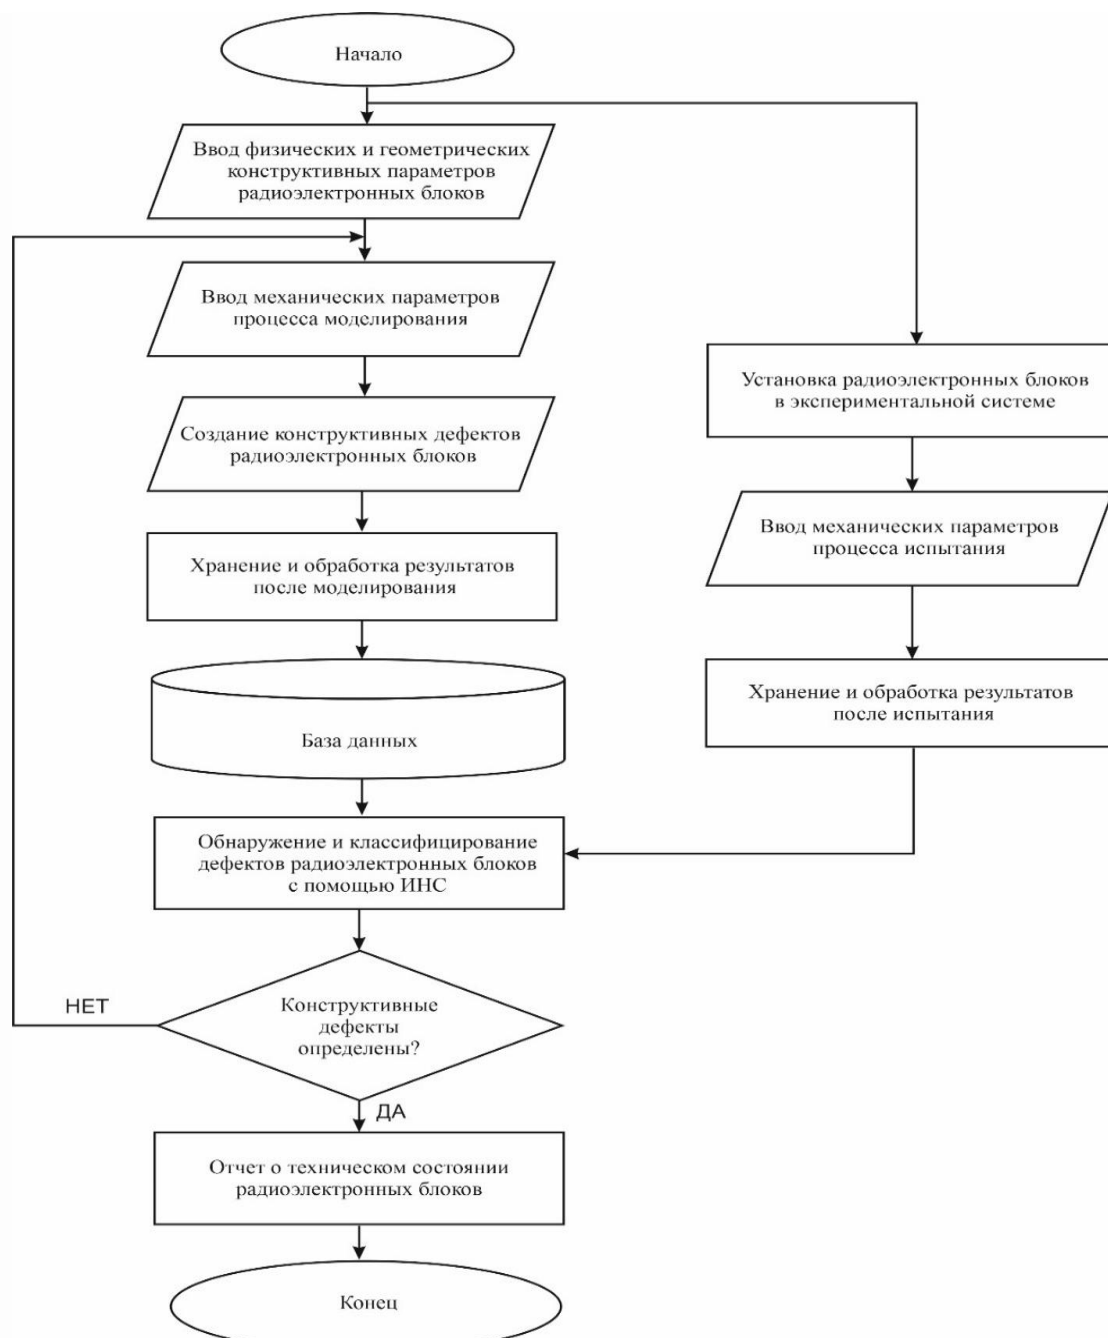 Начало
Ввод физических и геометрических
конструктивных параметров
радиоэлектронных блоков
Ввод механических параметров
процесса моделирования
Создание конструктивных дефектов
радиоэлектронных блоков
Хранение и обработка результатов
после моделирования
База данных
Установка радиоэлектронных блоков
в экспериментальной системе
Ввод механических параметров
процесса испытания
Хранение и обработка результатов
после испытания
Обнаружение и классифицирование
дефектов радиоэлектронных блоков
с помощью ИНС
НЕТ
Конструктивные
дефекты
определены?
ДА
Отчет о техническом состоянии
радиоэлектронных блоков
Конец